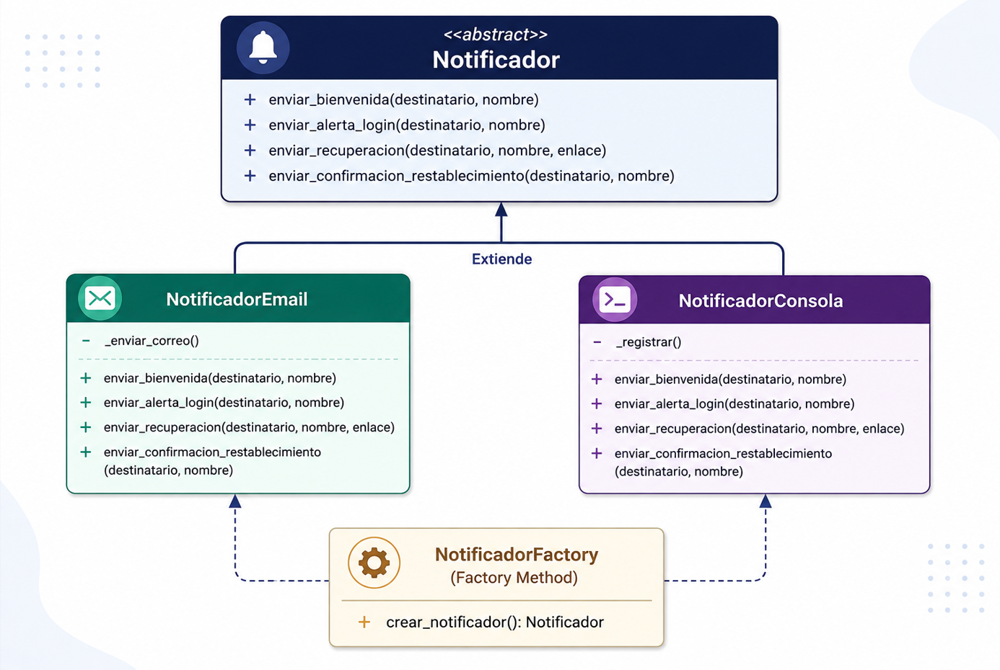 <<abstract>>
Notificador
+ enviar_bienvenida(destinatario, nombre)
+ enviar_alerta_login(destinatario, nombre)
+ enviar_recuperacion(destinatario, nombre, enlace)
+ enviar_confirmacion_restablecimiento(destinatario, nombre)
Extiende
NotificadorEmail
- _enviar_correo()
+ enviar_bienvenida(destinatario, nombre)
+ enviar_alerta_login(destinatario, nombre)
+ enviar_recuperacion(destinatario, nombre, enlace)
+ enviar_confirmacion_restablecimiento
(destinatario, nombre)
NotificadorConsola
- _registrar()
+ enviar_bienvenida(destinatario, nombre)
+ enviar_alerta_login(destinatario, nombre)
+ enviar_recuperacion(destinatario, nombre, enlace)
+ enviar_confirmacion_restablecimiento
(destinatario, nombre)
NotificadorFactory
(Factory Method)
+ crear_notificador(): Notificador